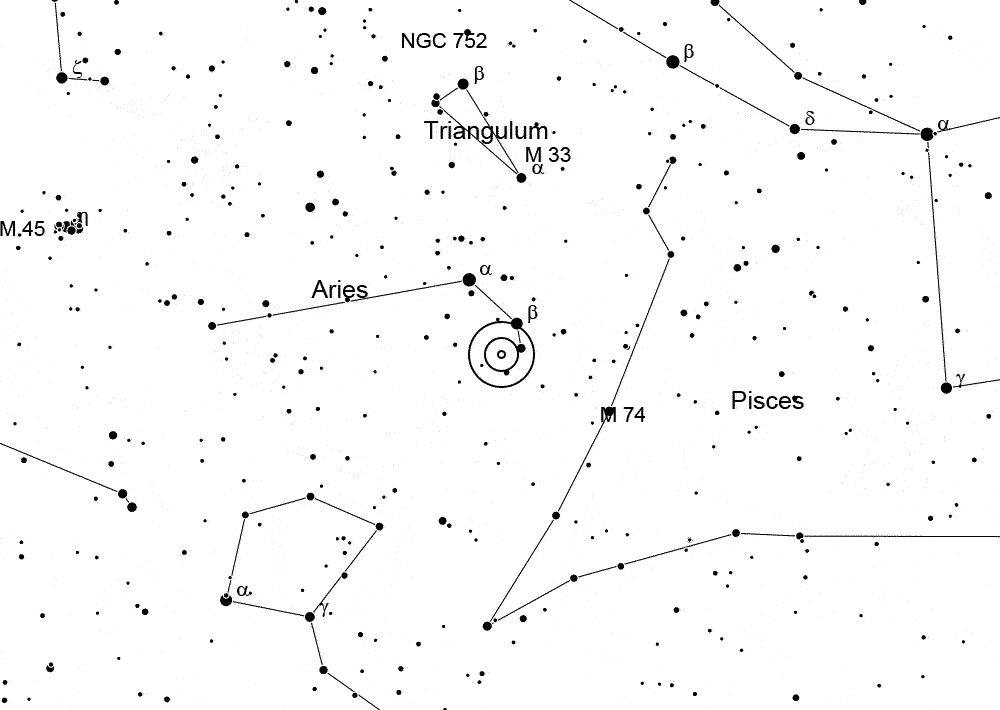 NGC 752
β
ζ
β
α
δ
Triangulum
M 33
α
η
M 45
α
Aries
β
γ
Pisces
M 74
α
γ